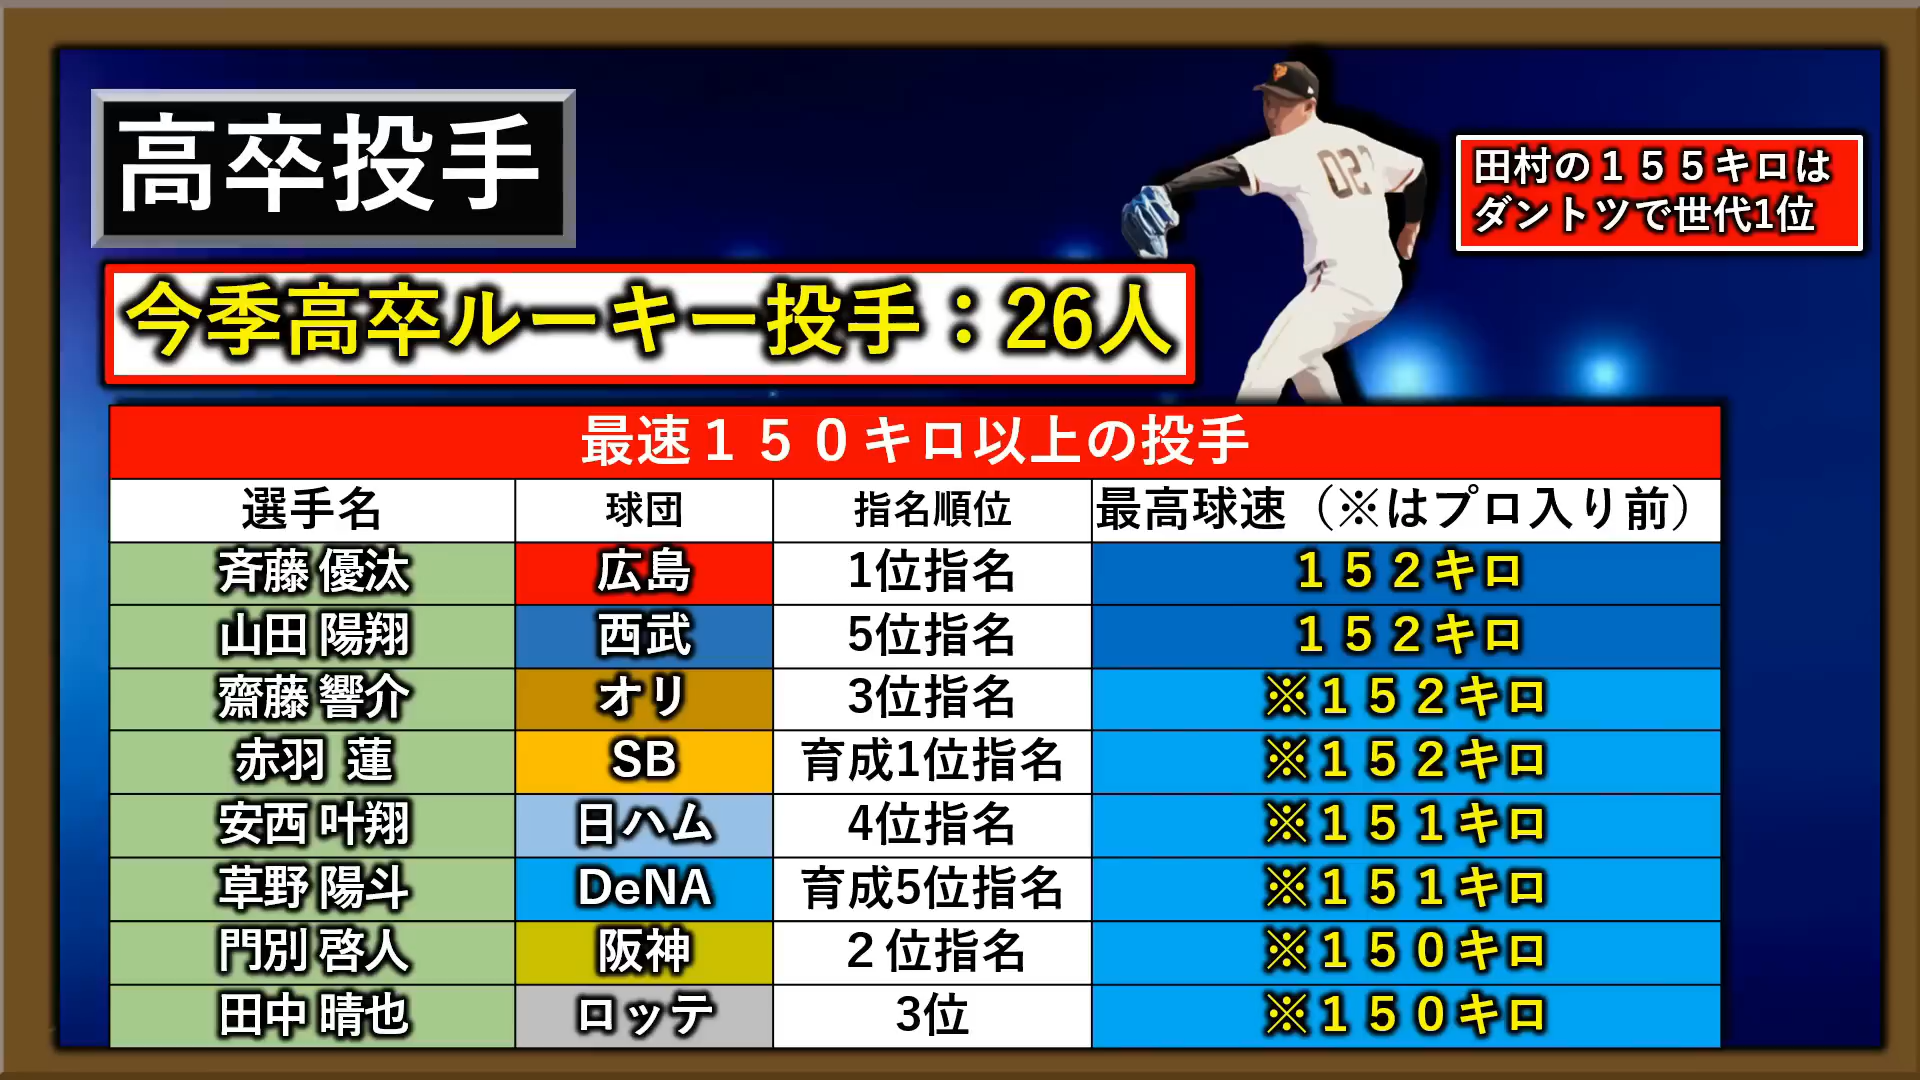 高卒投手
022
田村の１５５キロは
ダントツで世代1位
今季高卒ルーキー投手：26人
最速１５０キロ以上の投手
選手名 球団 指名順位 最高球速（※はプロ入り前）
斉藤 優汰 広島 1位指名 １５２キロ
山田 陽翔 西武 5位指名 １５２キロ
齋藤 響介 オリ 3位指名 ※１５２キロ
赤羽 蓮 SB 育成1位指名 ※１５２キロ
安西 叶翔 日ハム 4位指名 ※１５１キロ
草野 陽斗 DeNA 育成5位指名 ※１５１キロ
門別 啓人 阪神 ２位指名 ※１５０キロ
田中 晴也 ロッテ 3位 ※１５０キロ